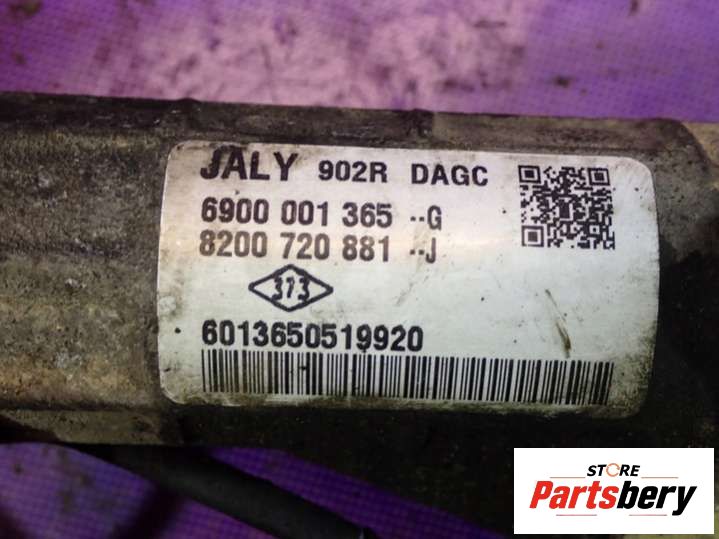 JALY 902R DAGC
6900 001 365 --G
8200 720 881 --J
373
6013650519920
STORE
Partsbery